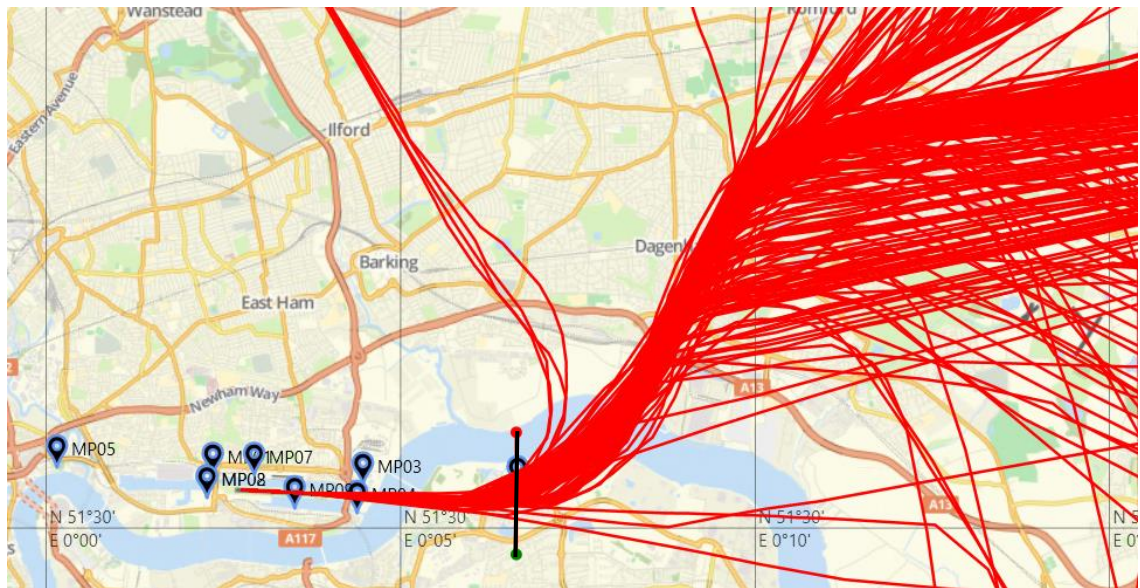 Wanstead
Romford
Eastern Avenue
Ilford
Barking
East Ham
Newham Way
A13
MP05
MP07
MP03
MP08
A117
A13
N 51°30'
E 0°00'
N 51°30
E 0°05'
N 51°30'
E 0°10'